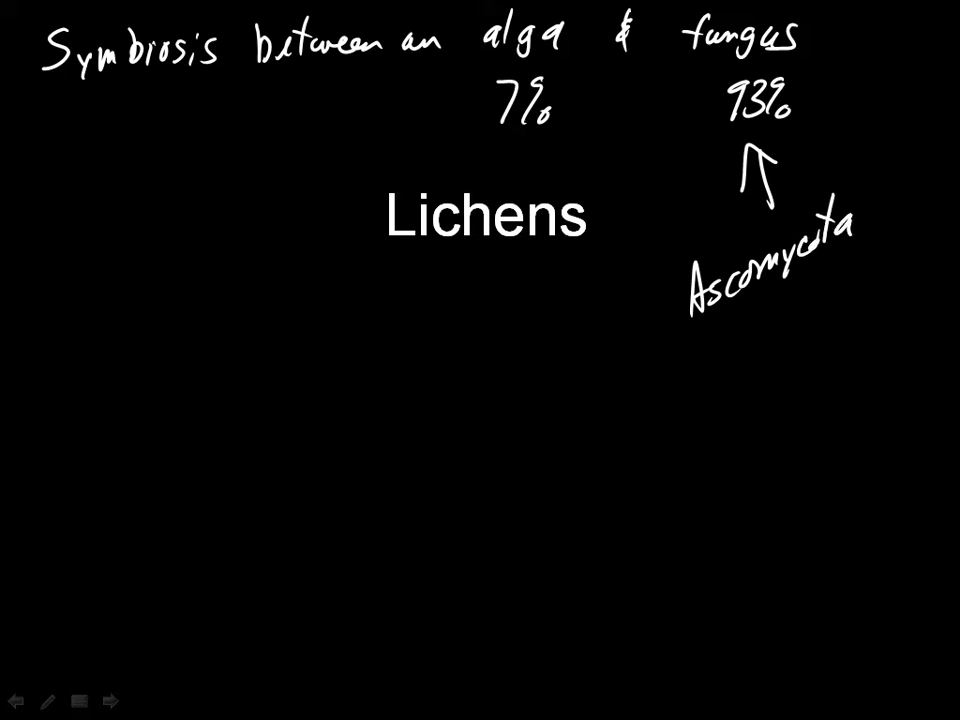 Symbiosis between an alga & fungus
7% 93%
Lichens
Ascomycota